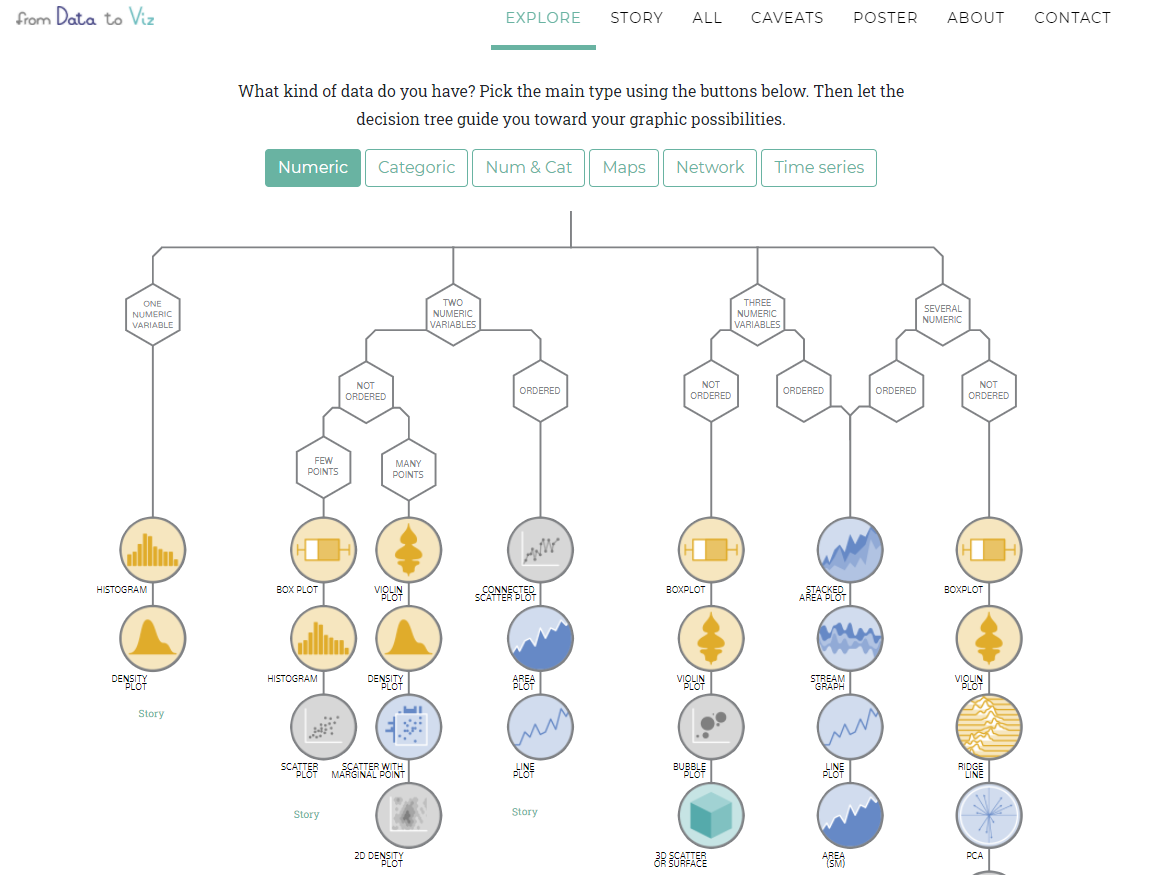 from Data to Viz
EXPLORE STORY ALL CAVEATS POSTER ABOUT CONTACT
What kind of data do you have? Pick the main type using the buttons below. Then let the
decision tree guide you toward your graphic possibilities.
Numeric Categoric Num & Cat Maps Network Time series
ONE
NUMERIC
VARIABLE
TWO
NUMERIC
VARIABLES
THREE
NUMERIC
VARIABLES
SEVERAL
NUMERIC
NOT
ORDERED
ORDERED
NOT
ORDERED
ORDERED
ORDERED
NOT
ORDERED
FEW
POINTS
MANY
POINTS
HISTOGRAM
BOX PLOT
VIOLIN
PLOT
CONNECTED
SCATTER PLOT
BOXPLOT
STACKED
AREA PLOT
BOXPLOT
DENSITY
PLOT
HISTOGRAM
DENSITY
PLOT
AREA
PLOT
VIOLIN
PLOT
STREAM
GRAPH
VIOLIN
PLOT
Story
SCATTER
PLOT
SCATTER WITH
MARGINAL POINT
LINE
PLOT
BUBBLE
PLOT
LINE
PLOT
RIDGE
LINE
Story
Story
2D DENSITY
PLOT
3D SCATTER
OR SURFACE
AREA
(SM)
PCA